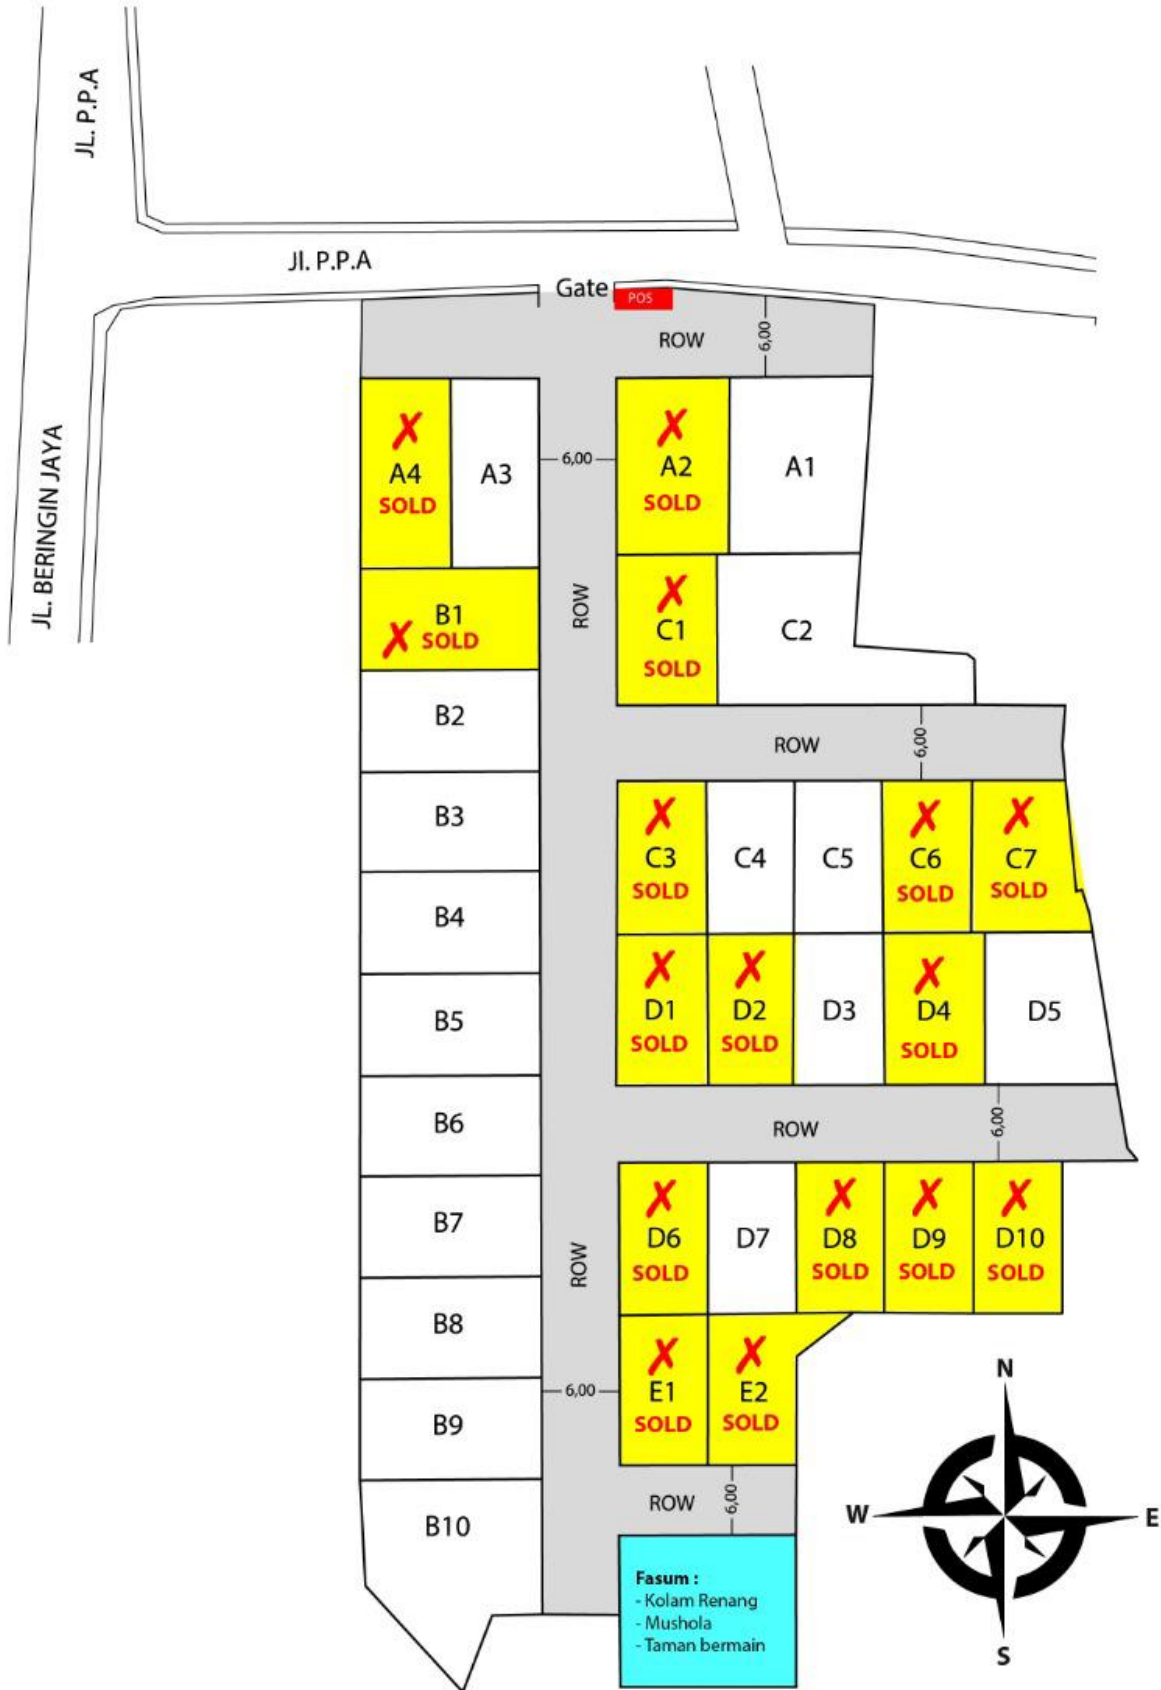 JL. P.P.A
Jl. P.P.A
JL. BERINGIN JAYA
Gate
POS
ROW
6,00
A4
SOLD
A3
6,00
A2
SOLD
A1
B1
SOLD
ROW
C1
SOLD
C2
B2
ROW
6,00
B3
C3
SOLD
C4
C5
C6
SOLD
C7
SOLD
B4
B5
D1
SOLD
D2
SOLD
D3
D4
SOLD
D5
B6
ROW
6,00
B7
ROW
D6
SOLD
D7
D8
SOLD
D9
SOLD
D10
SOLD
B8
B9
6,00
E1
SOLD
E2
SOLD
B10
ROW
6,00
Fasum :
- Kolam Renang
- Mushola
- Taman bermain
N
W
E
S